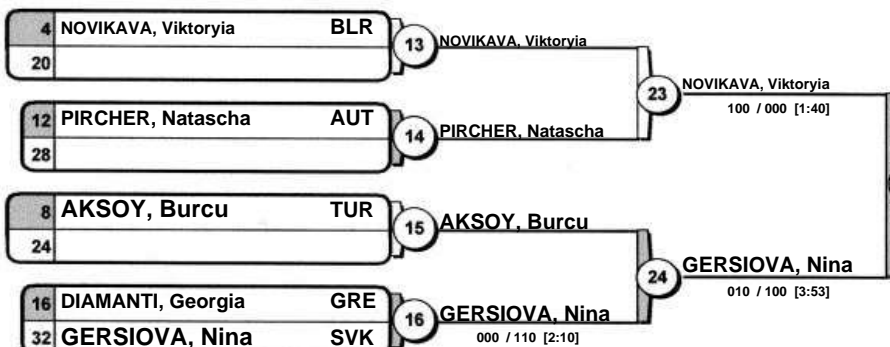 4 NOVIKAVA, Viktoryia BLR
20
12 PIRCHER, Natascha AUT
28
8 AKSOY, Burcu TUR
24
16 DIAMANTI, Georgia GRE
32 GERSIOVA, Nina SVK
13 NOVIKAVA, Viktoryia
14 PIRCHER, Natascha
15 AKSOY, Burcu
16 GERSIOVA, Nina
000 / 110 [2:10]
23 NOVIKAVA, Viktoryia
100 / 000 [1:40]
24 GERSIOVA, Nina
010 / 100 [3:53]